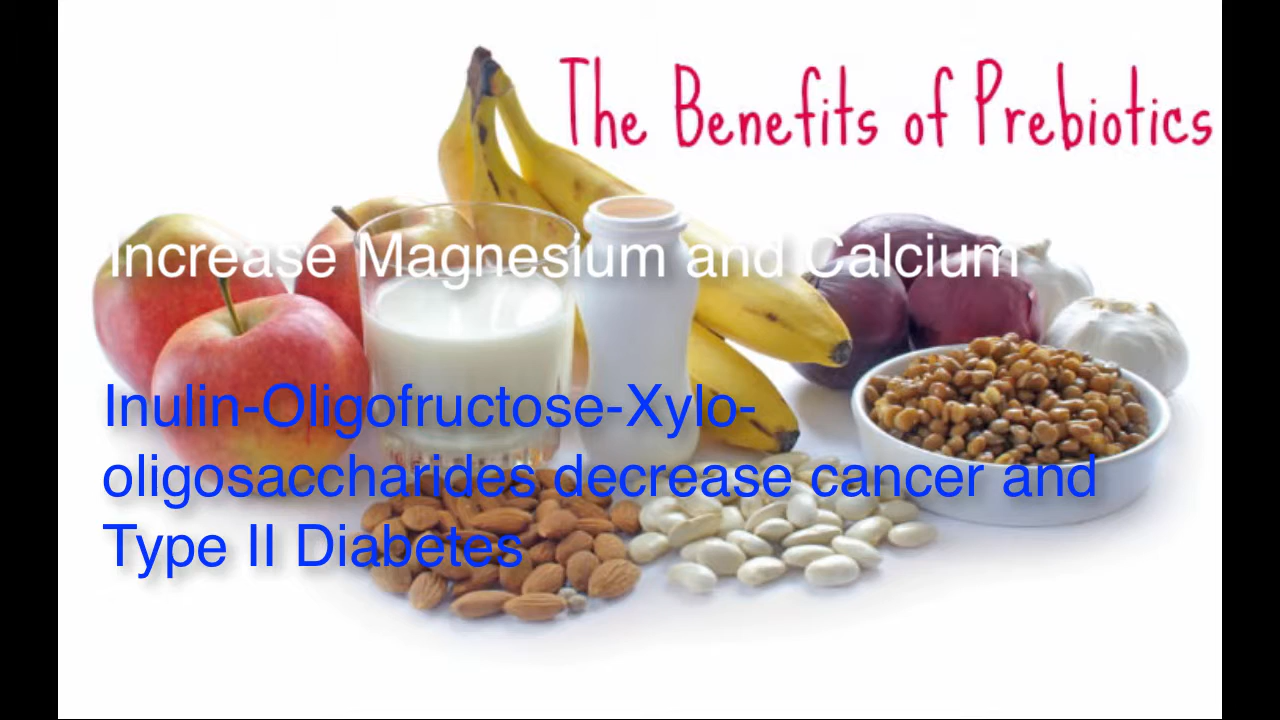 The Benefits of Prebiotics
Increase Magnesium and Calcium
Inulin-Oligofructose-Xylo-
oligosaccharides decrease cancer and
Type II Diabetes